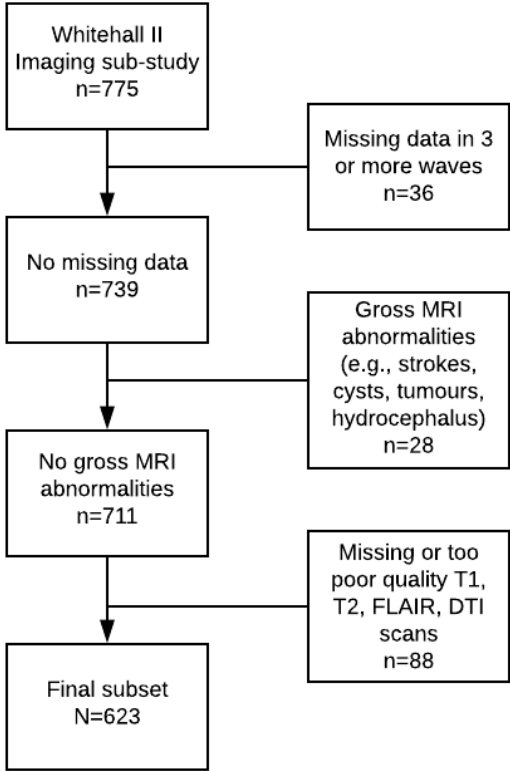 Whitehall II
Imaging sub-study
n=775
Missing data in 3
or more waves
n=36
No missing data
n=739
Gross MRI
abnormalities
(e.g., strokes,
cysts, tumours,
hydrocephalus)
n=28
No gross MRI
abnormalities
n=711
Missing or too
poor quality T1,
T2, FLAIR, DTI
scans
n=88
Final subset
N=623